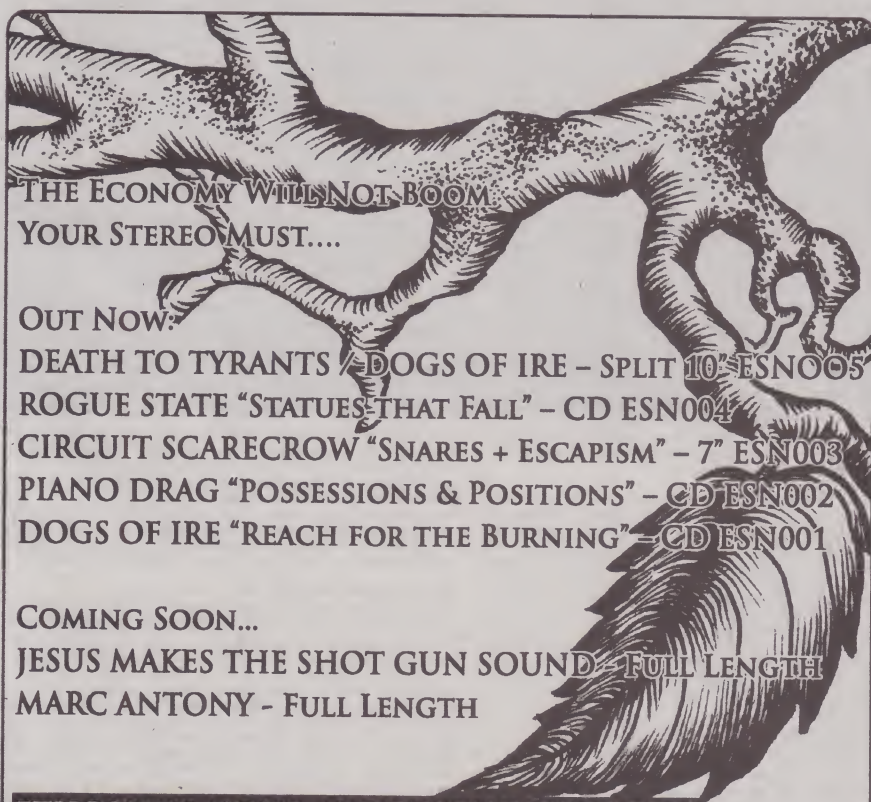 THE ECONOMY WILL NOT BOOM
YOUR STEREO MUST....
OUT NOW:
DEATH TO TYRANTS / DOGS OF IRE – SPLIT 10" ESNOO5
ROGUE STATE “STATUES THAT FALL” – CD ESN004
CIRCUIT SCARECROW “SNARES + ESCAPISM” – 7” ESN003
PIANO DRAG “POSSESSIONS & POSITIONS” – CD ESN002
DOGS OF IRE “REACH FOR THE BURNING” – CD ESN001
COMING SOON...
JESUS MAKES THE SHOT GUN SOUND - FULL LENGTH
MARC ANTONY - FULL LENGTH